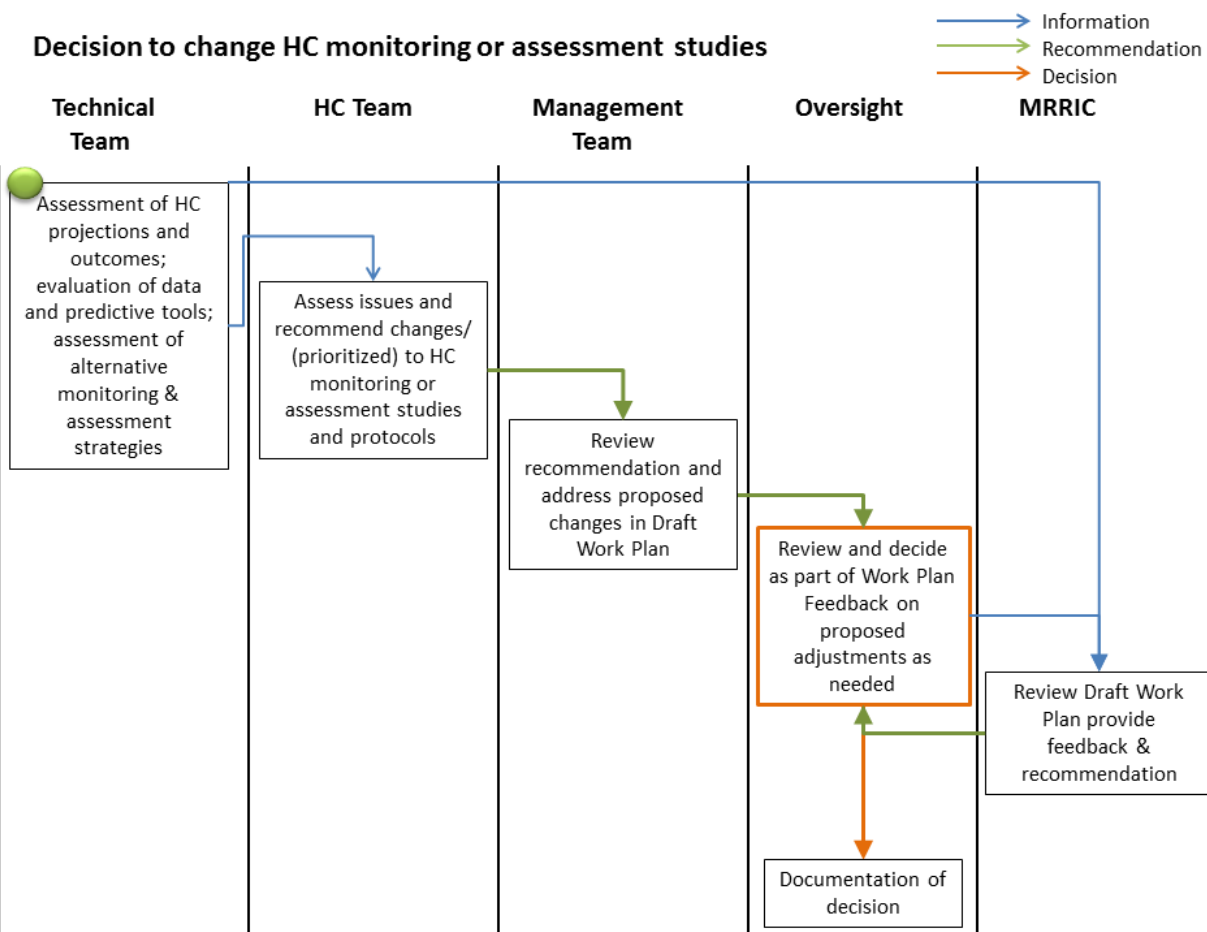 Decision to change HC monitoring or assessment studies
Information
Recommendation
Decision
Technical
Team
HC Team
Management
Team
Oversight
MRRIC
Assessment of HC
projections and
outcomes;
evaluation of data
and predictive tools;
assessment of
alternative
monitoring &
assessment
strategies
Assess issues and
recommend changes/
(prioritized) to HC
monitoring or
assessment studies
and protocols
Review
recommendation and
address proposed
changes in Draft
Work Plan
Review and decide
as part of Work Plan
Feedback on
proposed
adjustments as
needed
Review Draft Work
Plan provide
feedback &
recommendation
Documentation of
decision